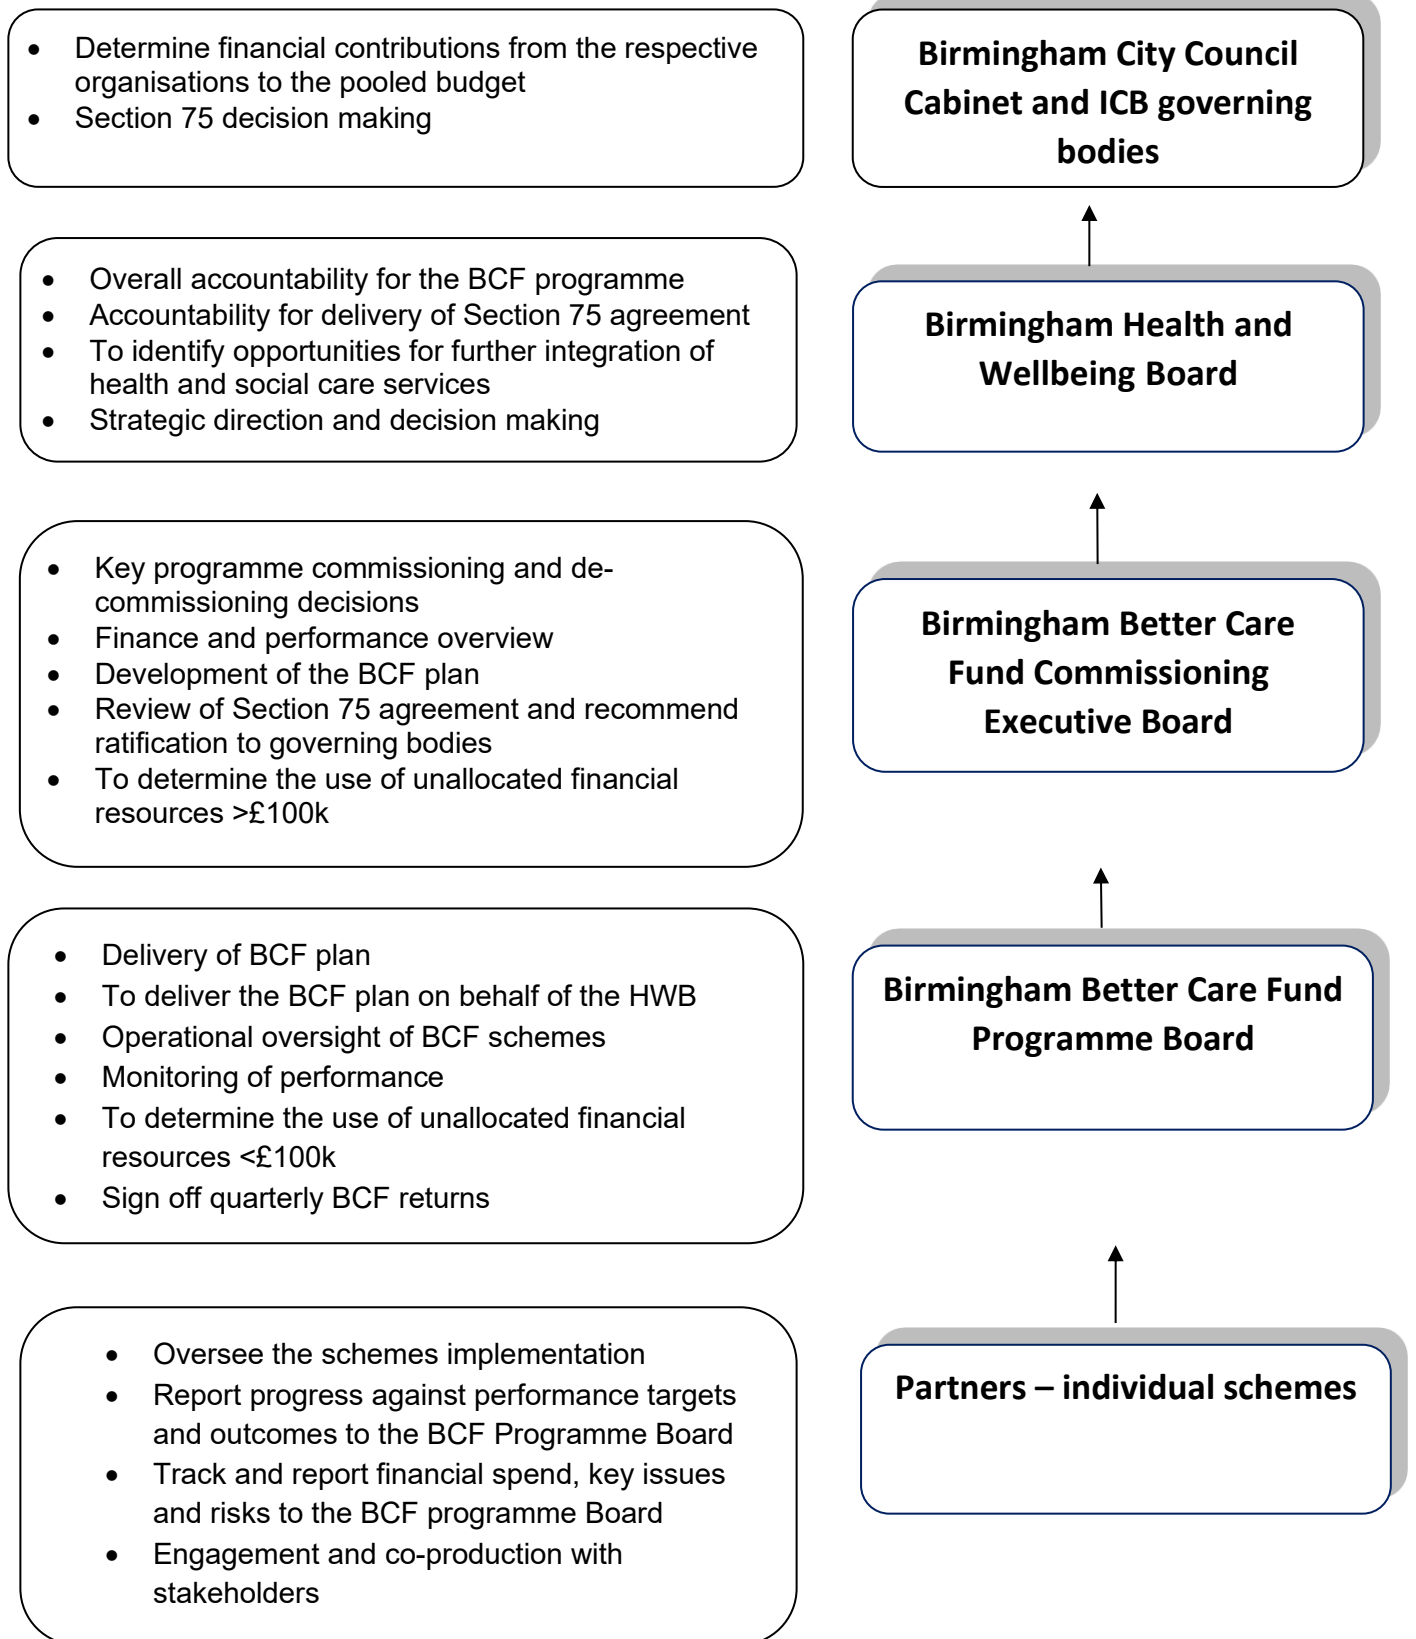 • Determine financial contributions from the respective
organisations to the pooled budget
• Section 75 decision making
Birmingham City Council
Cabinet and ICB governing
bodies
• Overall accountability for the BCF programme
• Accountability for delivery of Section 75 agreement
• To identify opportunities for further integration of
health and social care services
• Strategic direction and decision making
Birmingham Health and
Wellbeing Board
• Key programme commissioning and de-
commissioning decisions
• Finance and performance overview
• Development of the BCF plan
• Review of Section 75 agreement and recommend
ratification to governing bodies
• To determine the use of unallocated financial
resources >£100k
Birmingham Better Care
Fund Commissioning
Executive Board
• Delivery of BCF plan
• To deliver the BCF plan on behalf of the HWB
• Operational oversight of BCF schemes
• Monitoring of performance
• To determine the use of unallocated financial
resources <£100k
• Sign off quarterly BCF returns
Birmingham Better Care Fund
Programme Board
• Oversee the schemes implementation
• Report progress against performance targets
and outcomes to the BCF Programme Board
• Track and report financial spend, key issues
and risks to the BCF programme Board
• Engagement and co-production with
stakeholders
Partners – individual schemes